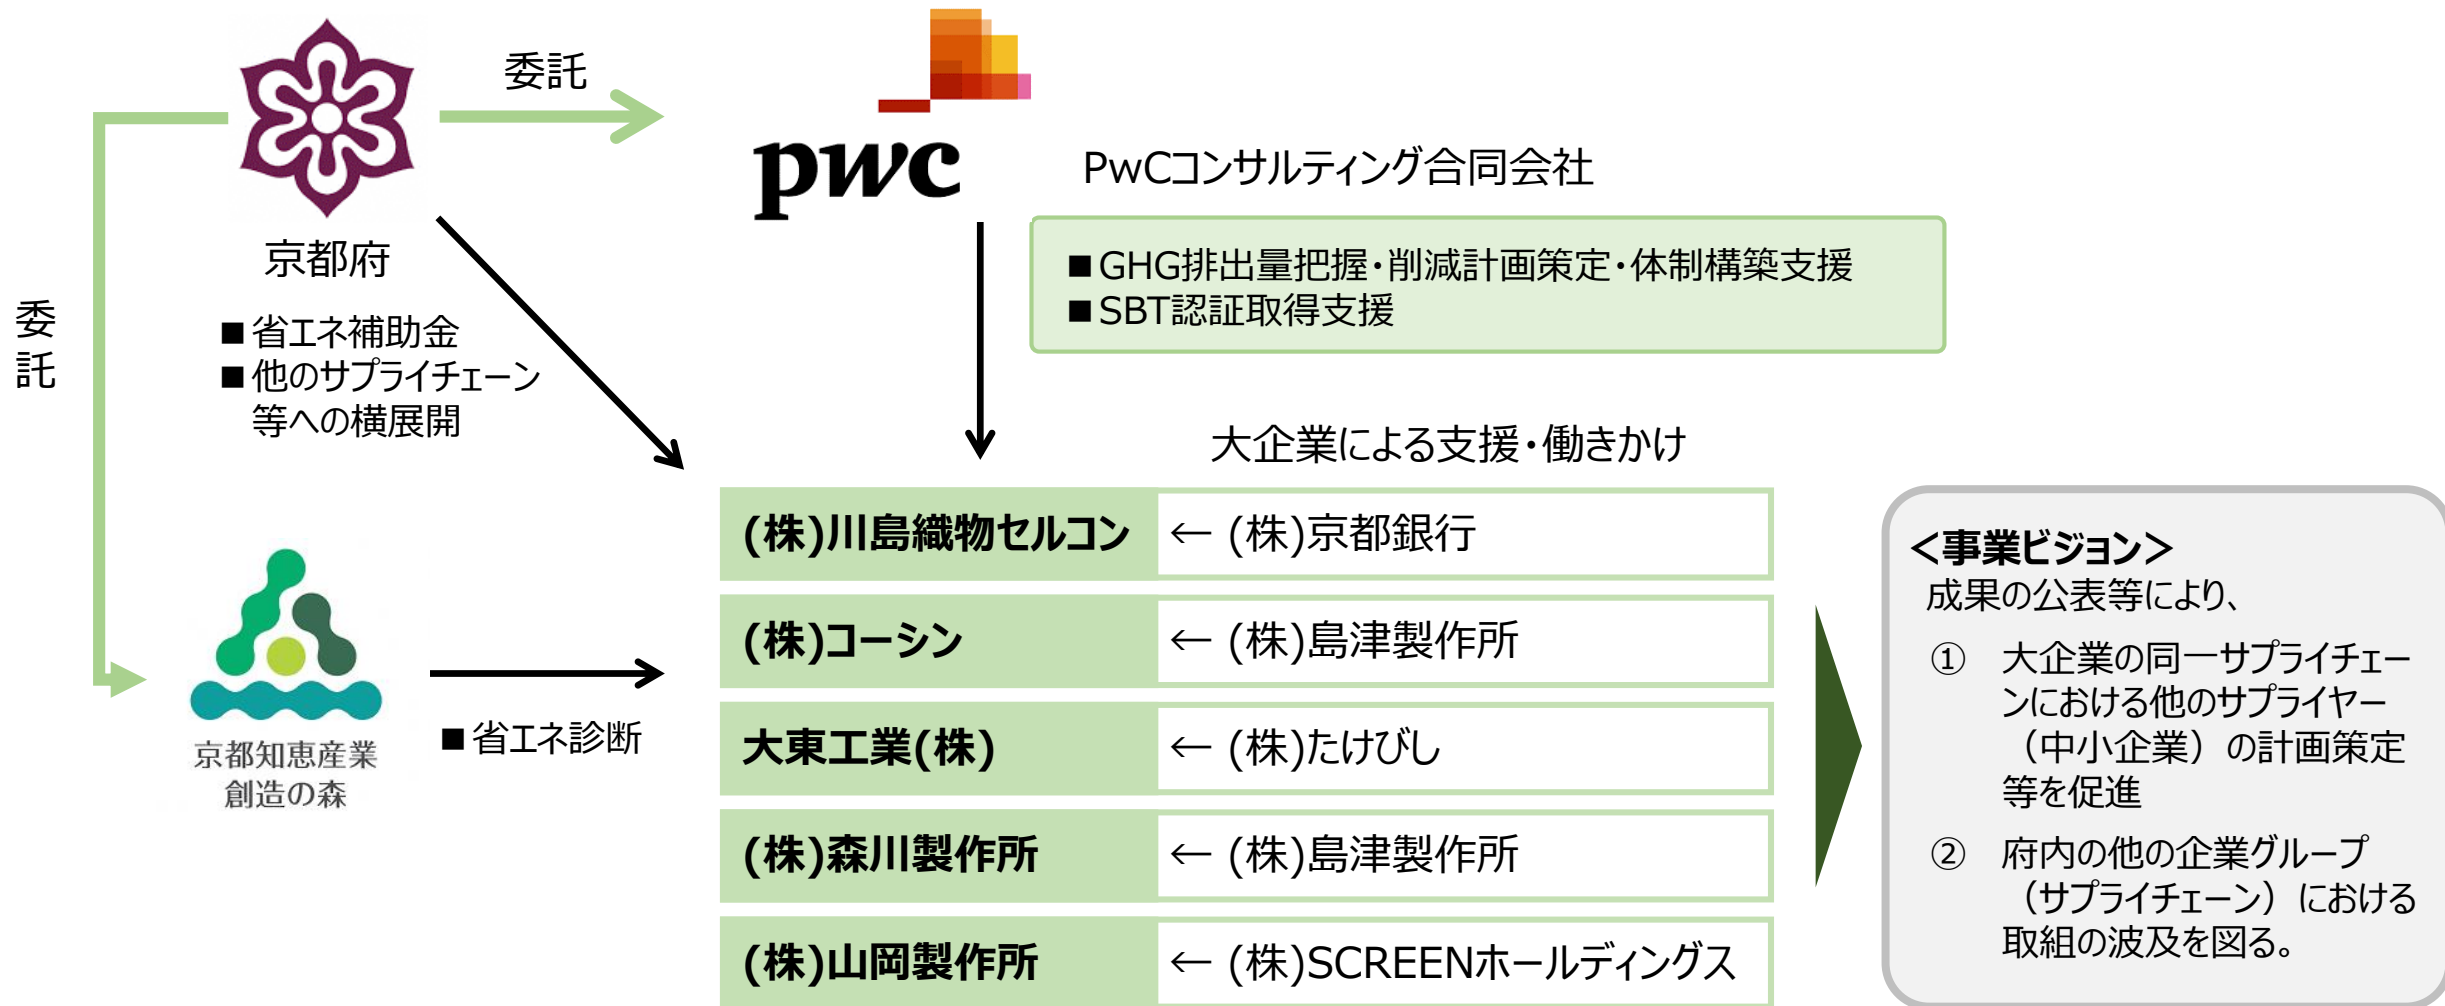 委託
pwc
PwCコンサルティング合同会社
京都府
委託
■省エネ補助金
■他のサプライチェーン
等への横展開
■GHG排出量把握・削減計画策定・体制構築支援
■SBT認証取得支援
大企業による支援・働きかけ
京都知恵産業
創造の森
■省エネ診断
(株)川島織物セルコン ← (株)京都銀行
(株)コーシン ← (株)島津製作所
大東工業(株) ← (株)たけびし
(株)森川製作所 ← (株)島津製作所
(株)山岡製作所 ← (株)SCREENホールディングス
<事業ビジョン>
成果の公表等により、
① 大企業の同一サプライチェー
ンにおける他のサプライヤー
（中小企業）の計画策定
等を促進
② 府内の他の企業グループ
（サプライチェーン）における
取組の波及を図る。